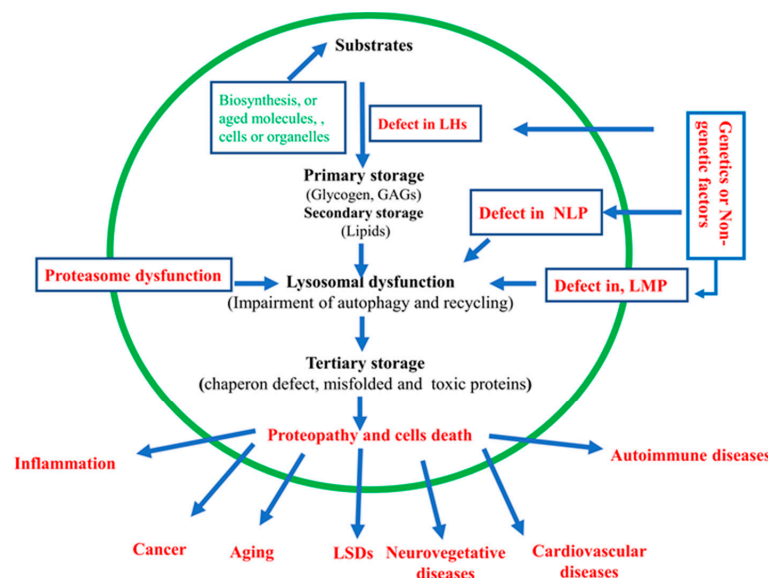 Substrates
Biosynthesis, or
aged molecules, ,
cells or organelles
Defect in LHs
Genetics or Non-
genetic factors
Primary storage
(Glycogen, GAGs)
Secondary storage
(Lipids)
Defect in NLP
Proteasome dysfunction
Lysosomal dysfunction
(Impairment of autophagy and recycling)
Defect in, LMP
Tertiary storage
(chaperon defect, misfolded and toxic proteins)
Proteopathy and cells death
Inflammation
Autoimmune diseases
Cancer
Aging
LSDs
Neurovegetative
diseases
Cardiovascular
diseases